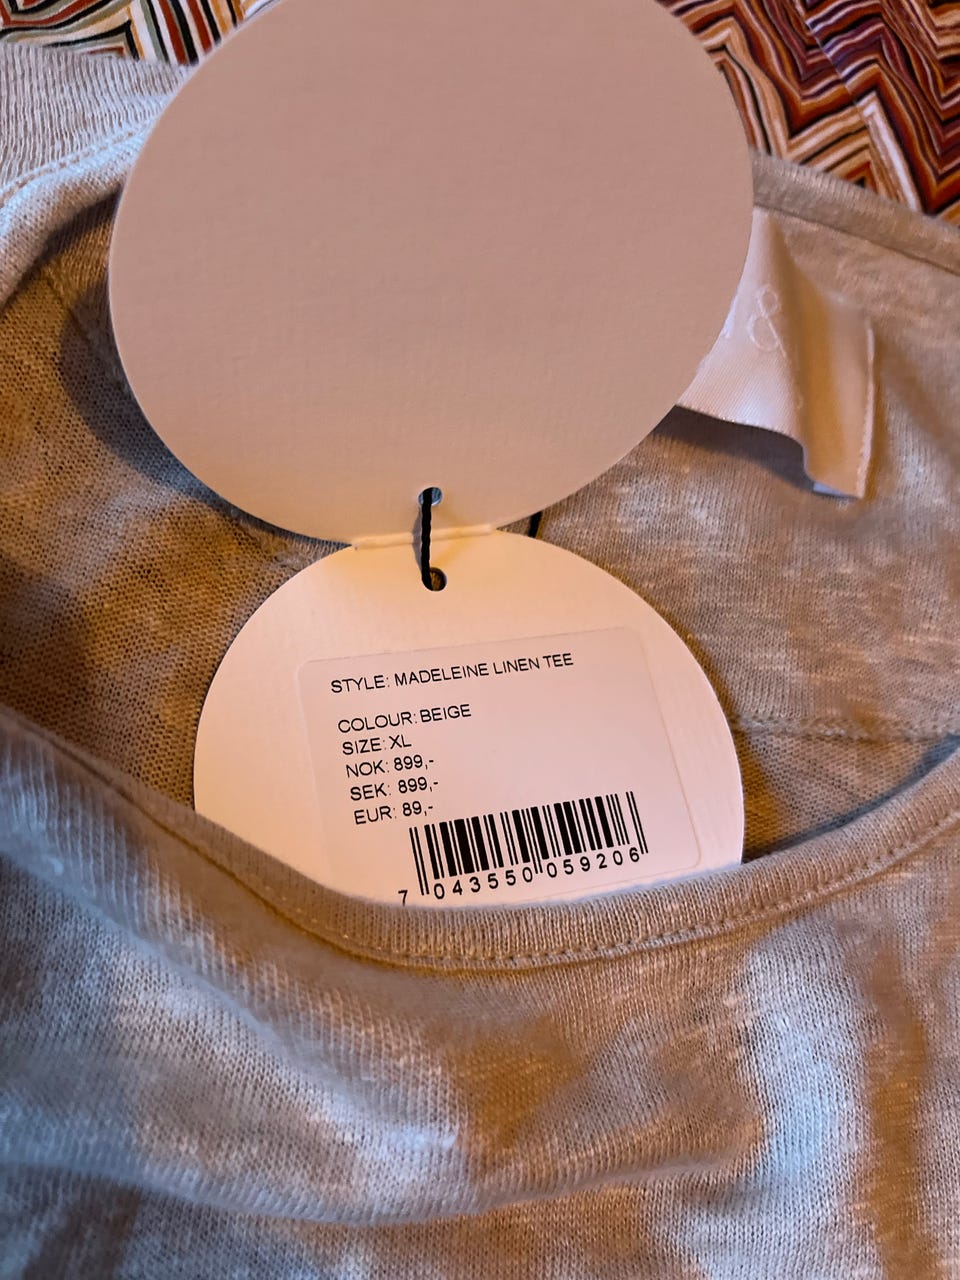 &
STYLE: MADELEINE LINEN TEE
COLOUR: BEIGE
SIZE: XL
NOK: 899,-
SEK: 899,-
EUR: 89,-
7 043550 059206